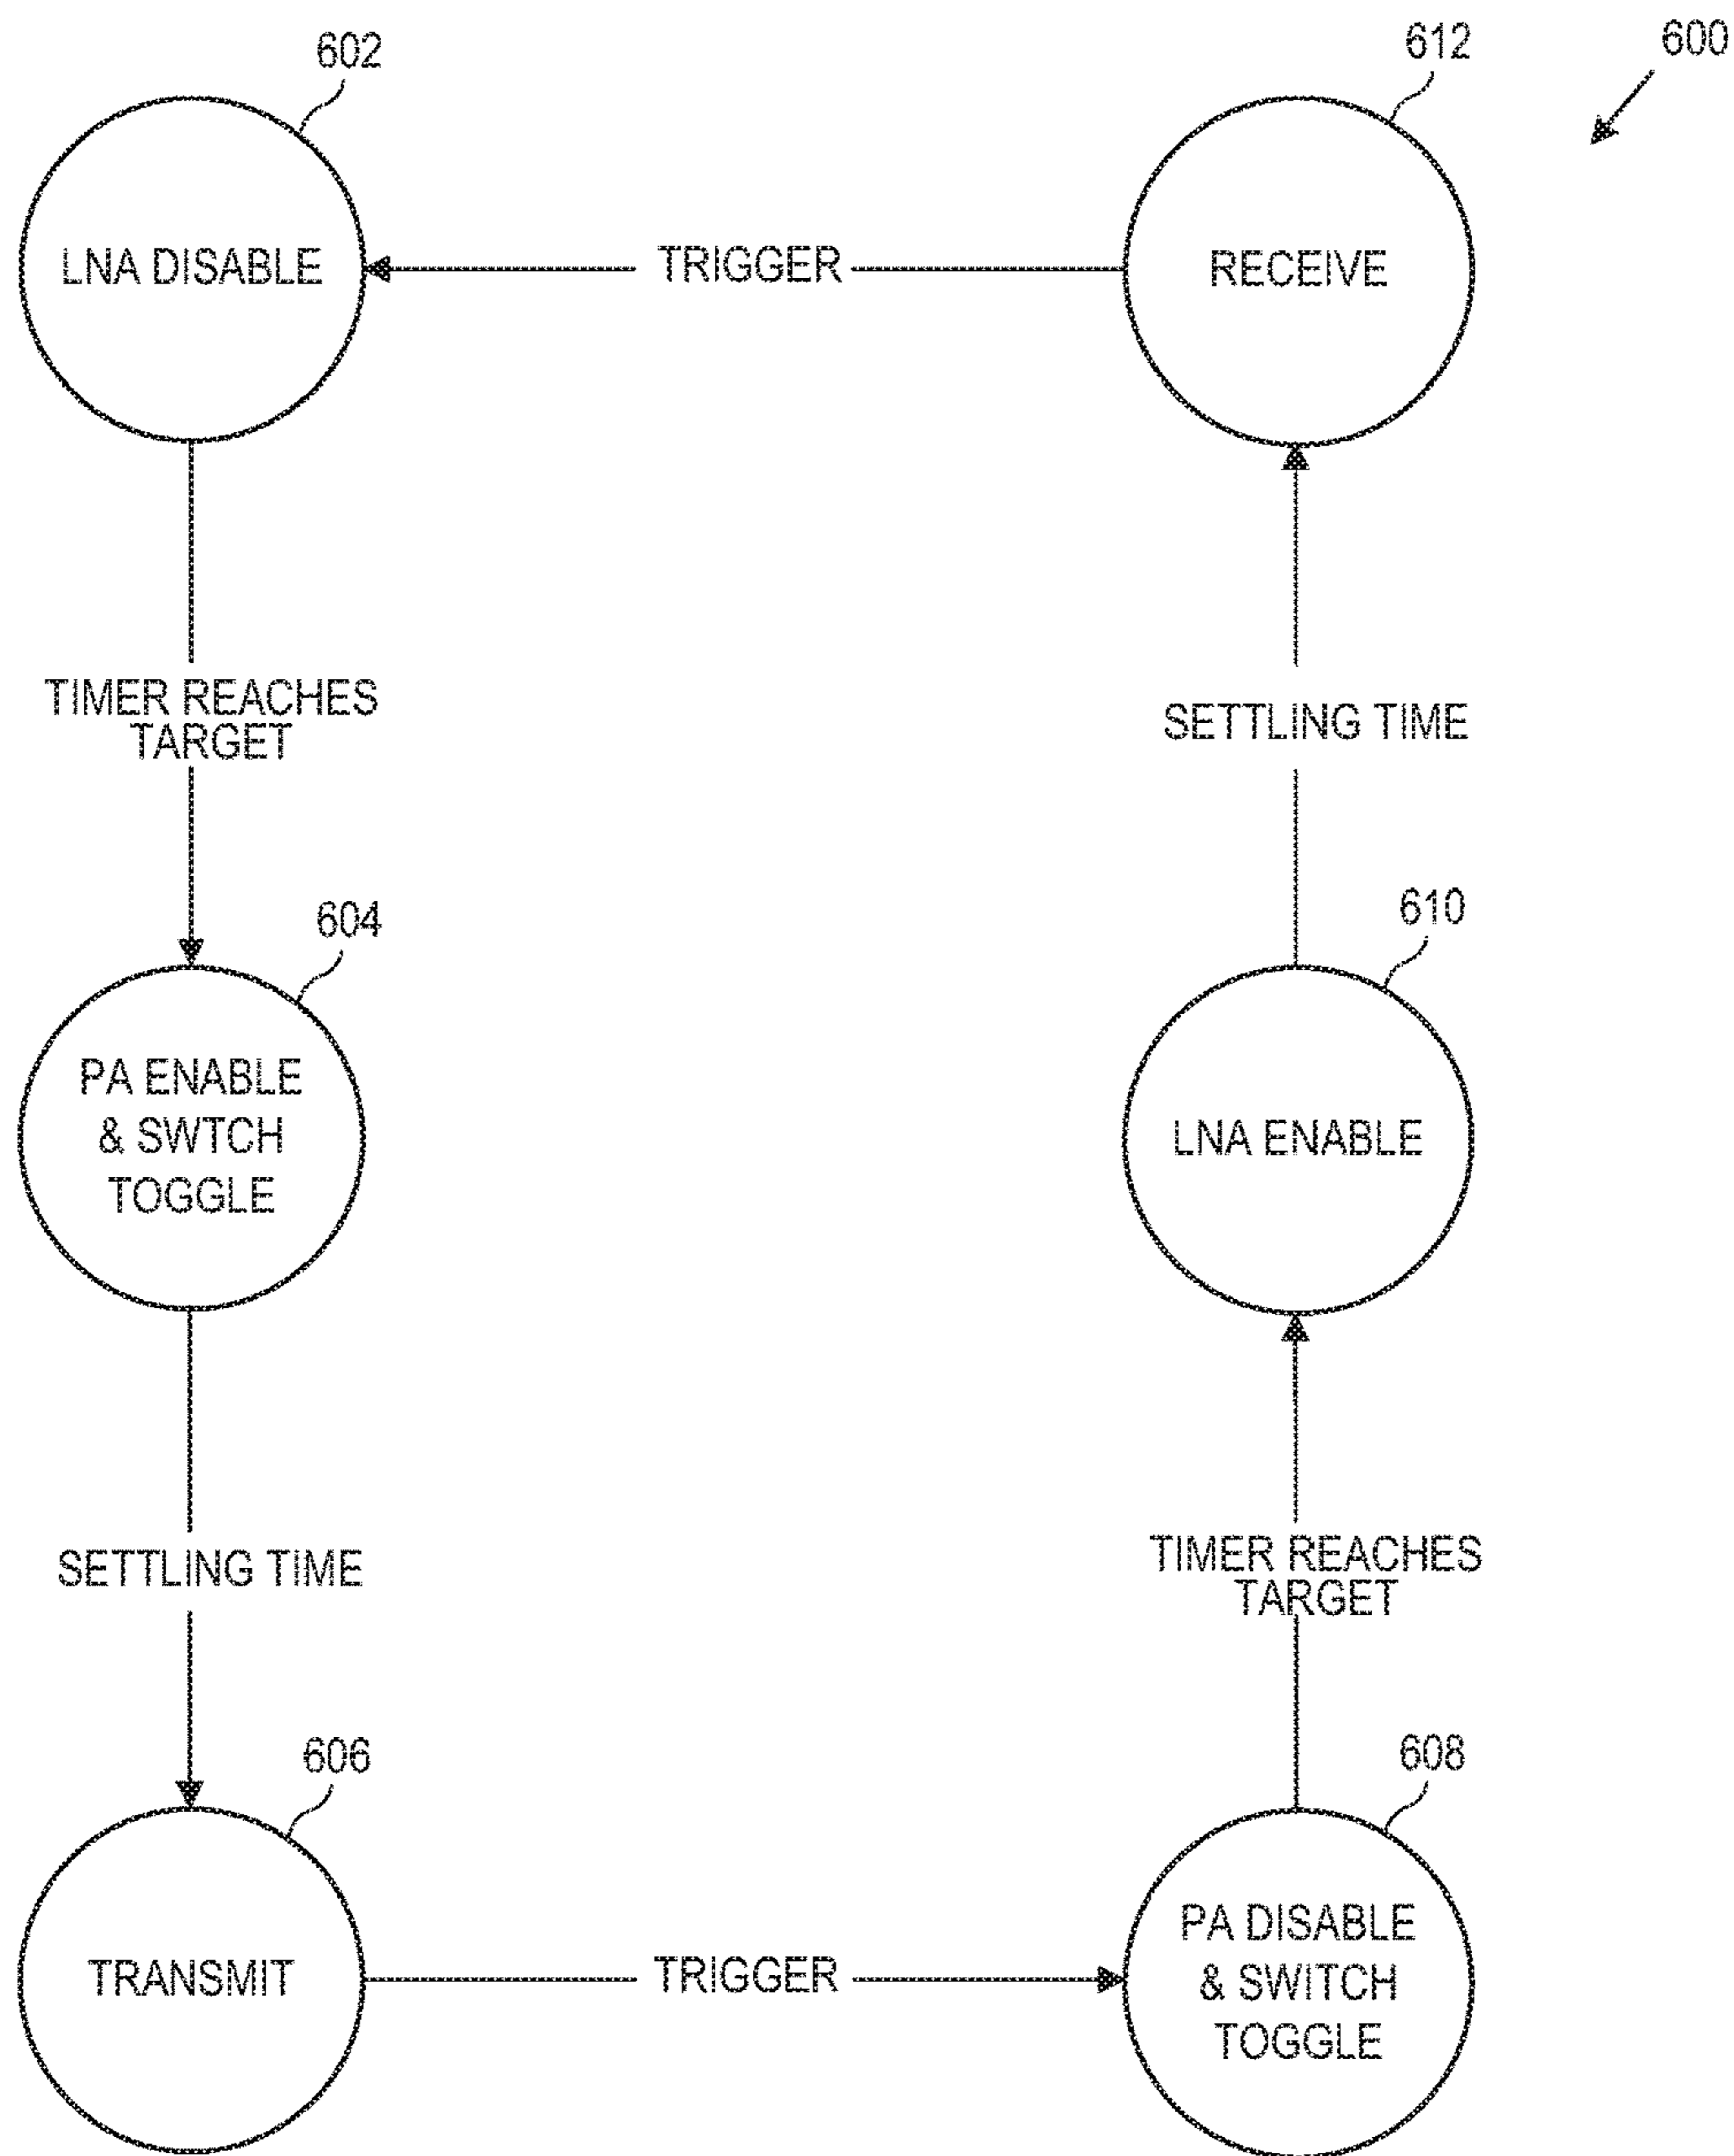 602
612
600
LNA DISABLE
TRIGGER
RECEIVE
TIMER REACHES
TARGET
SETTLING TIME
604
610
PA ENABLE
& SWTCH
TOGGLE
LNA ENABLE
SETTLING TIME
TIMER REACHES
TARGET
606
608
TRANSMIT
TRIGGER
PA DISABLE
& SWITCH
TOGGLE